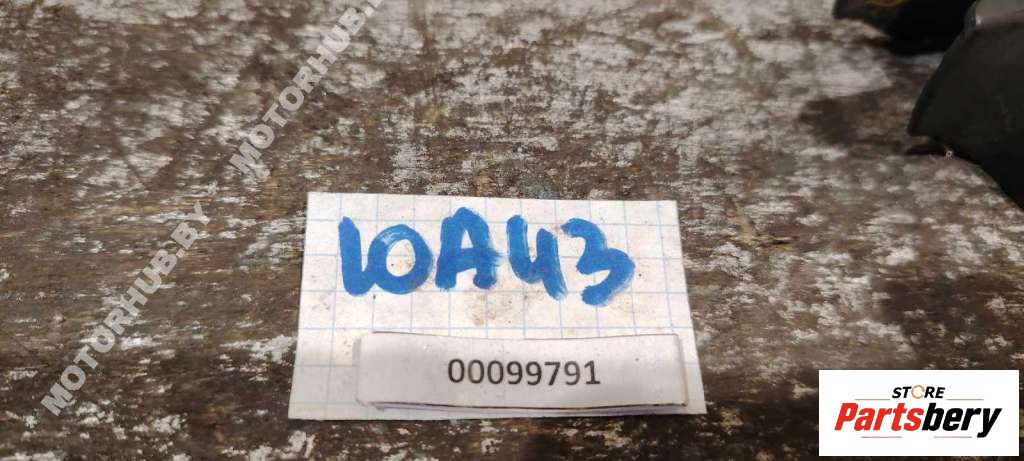 MOTORHUB.BY
MOTORHUB.BY
ЮА43
00099791
STORE
Partsbery